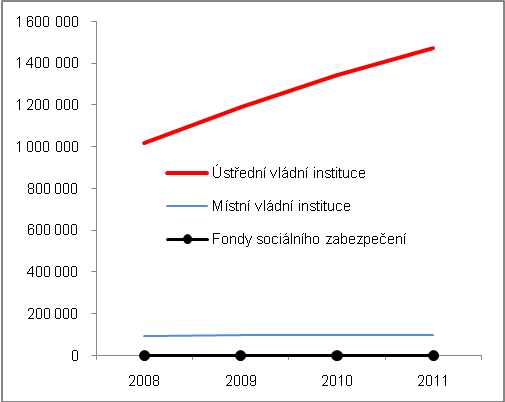 1 600 000
1 400 000
1 200 000
1 000 000
800 000
600 000
400 000
200 000
0
Ústřední vládní instituce
Místní vládní instituce
Fondy sociálního zabezpečení
2008 2009 2010 2011